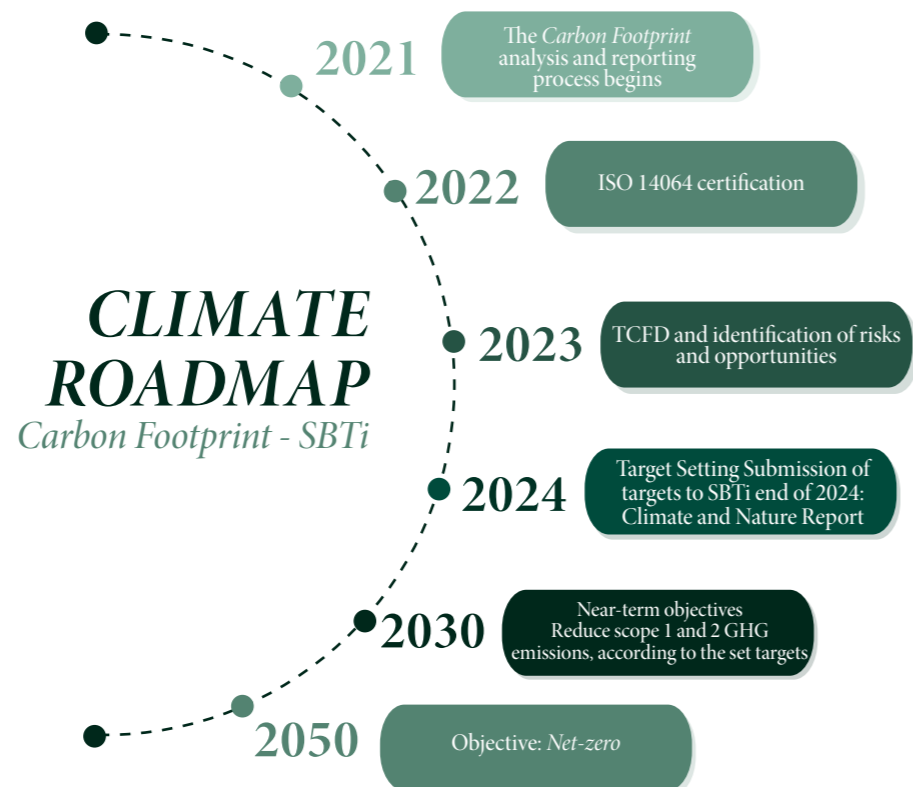 2021
The Carbon Footprint
analysis and reporting
process begins
2022
ISO 14064 certification
CLIMATE
ROADMAP
Carbon Footprint - SBTi
2023
TCFD and identification of risks
and opportunities
2024
Target Setting Submission of
targets to SBTi end of 2024:
Climate and Nature Report
2030
Near-term objectives
Reduce scope 1 and 2 GHG
emissions, according to the set targets
2050
Objective: Net-zero